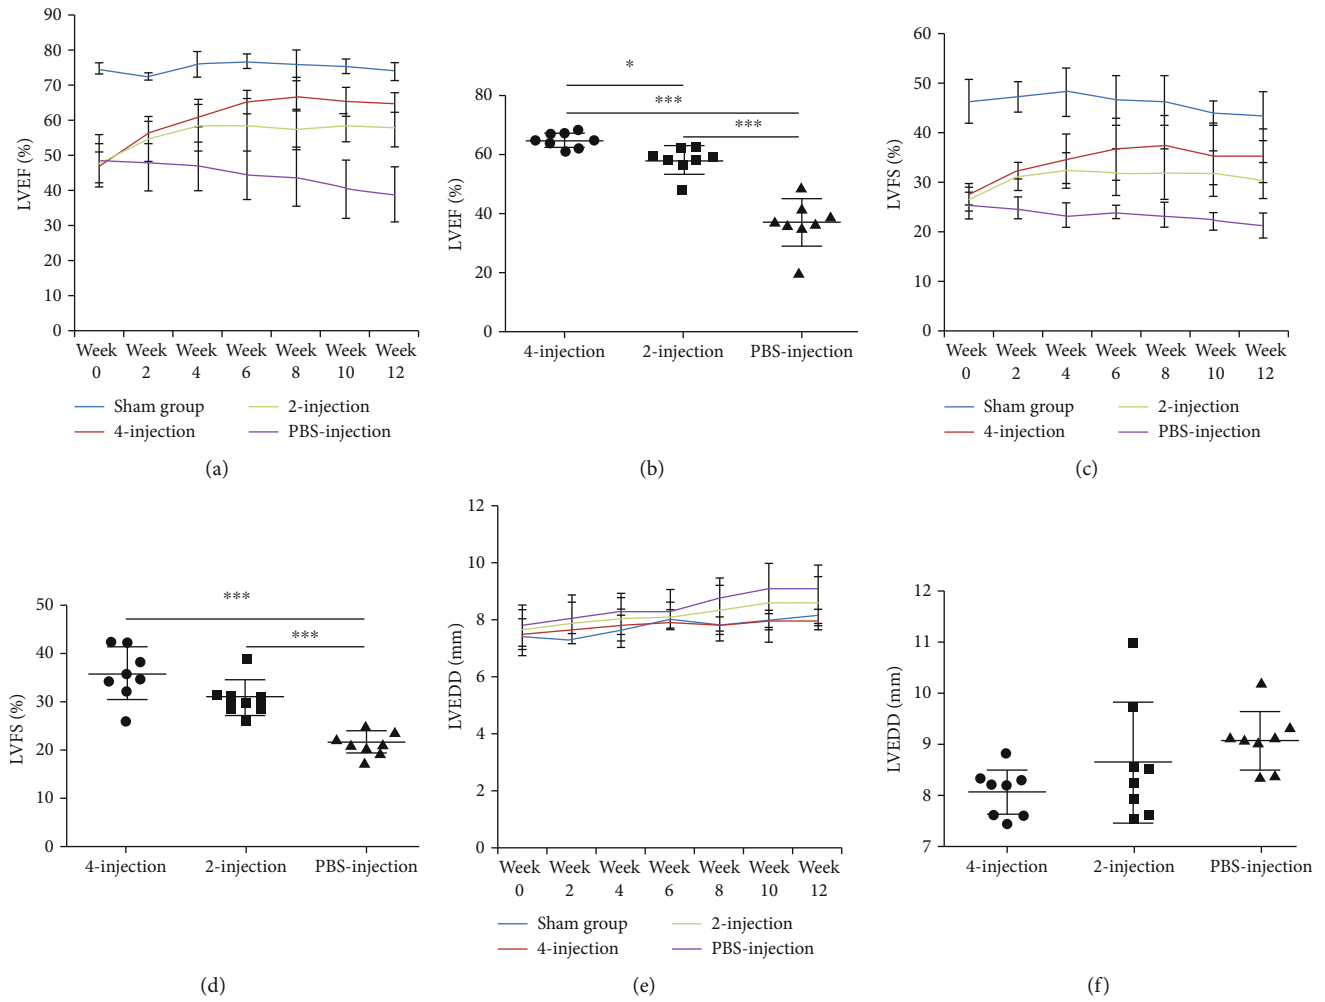 90
80
70
60
50
40
30
20
10
0
LVEF (%)
Week Week Week Week Week Week Week
0 2 4 6 8 10 12
Sham group 2-injection
4-injection PBS-injection
(a)
80
60
40
20
0
LVEF (%)
*
***
***
4-injection 2-injection PBS-injection
(b)
60
50
40
30
20
10
0
LVFS (%)
Week Week Week Week Week Week Week
0 2 4 6 8 10 12
Sham group 2-injection
4-injection PBS-injection
(c)
50
40
30
20
10
0
LVFS (%)
***
***
4-injection 2-injection PBS-injection
(d)
12
10
8
6
4
2
0
LVEDD (mm)
Week Week Week Week Week Week Week
0 2 4 6 8 10 12
Sham group 2-injection
4-injection PBS-injection
(e)
12
11
10
9
8
7
LVEDD (mm)
4-injection 2-injection PBS-injection
(f)